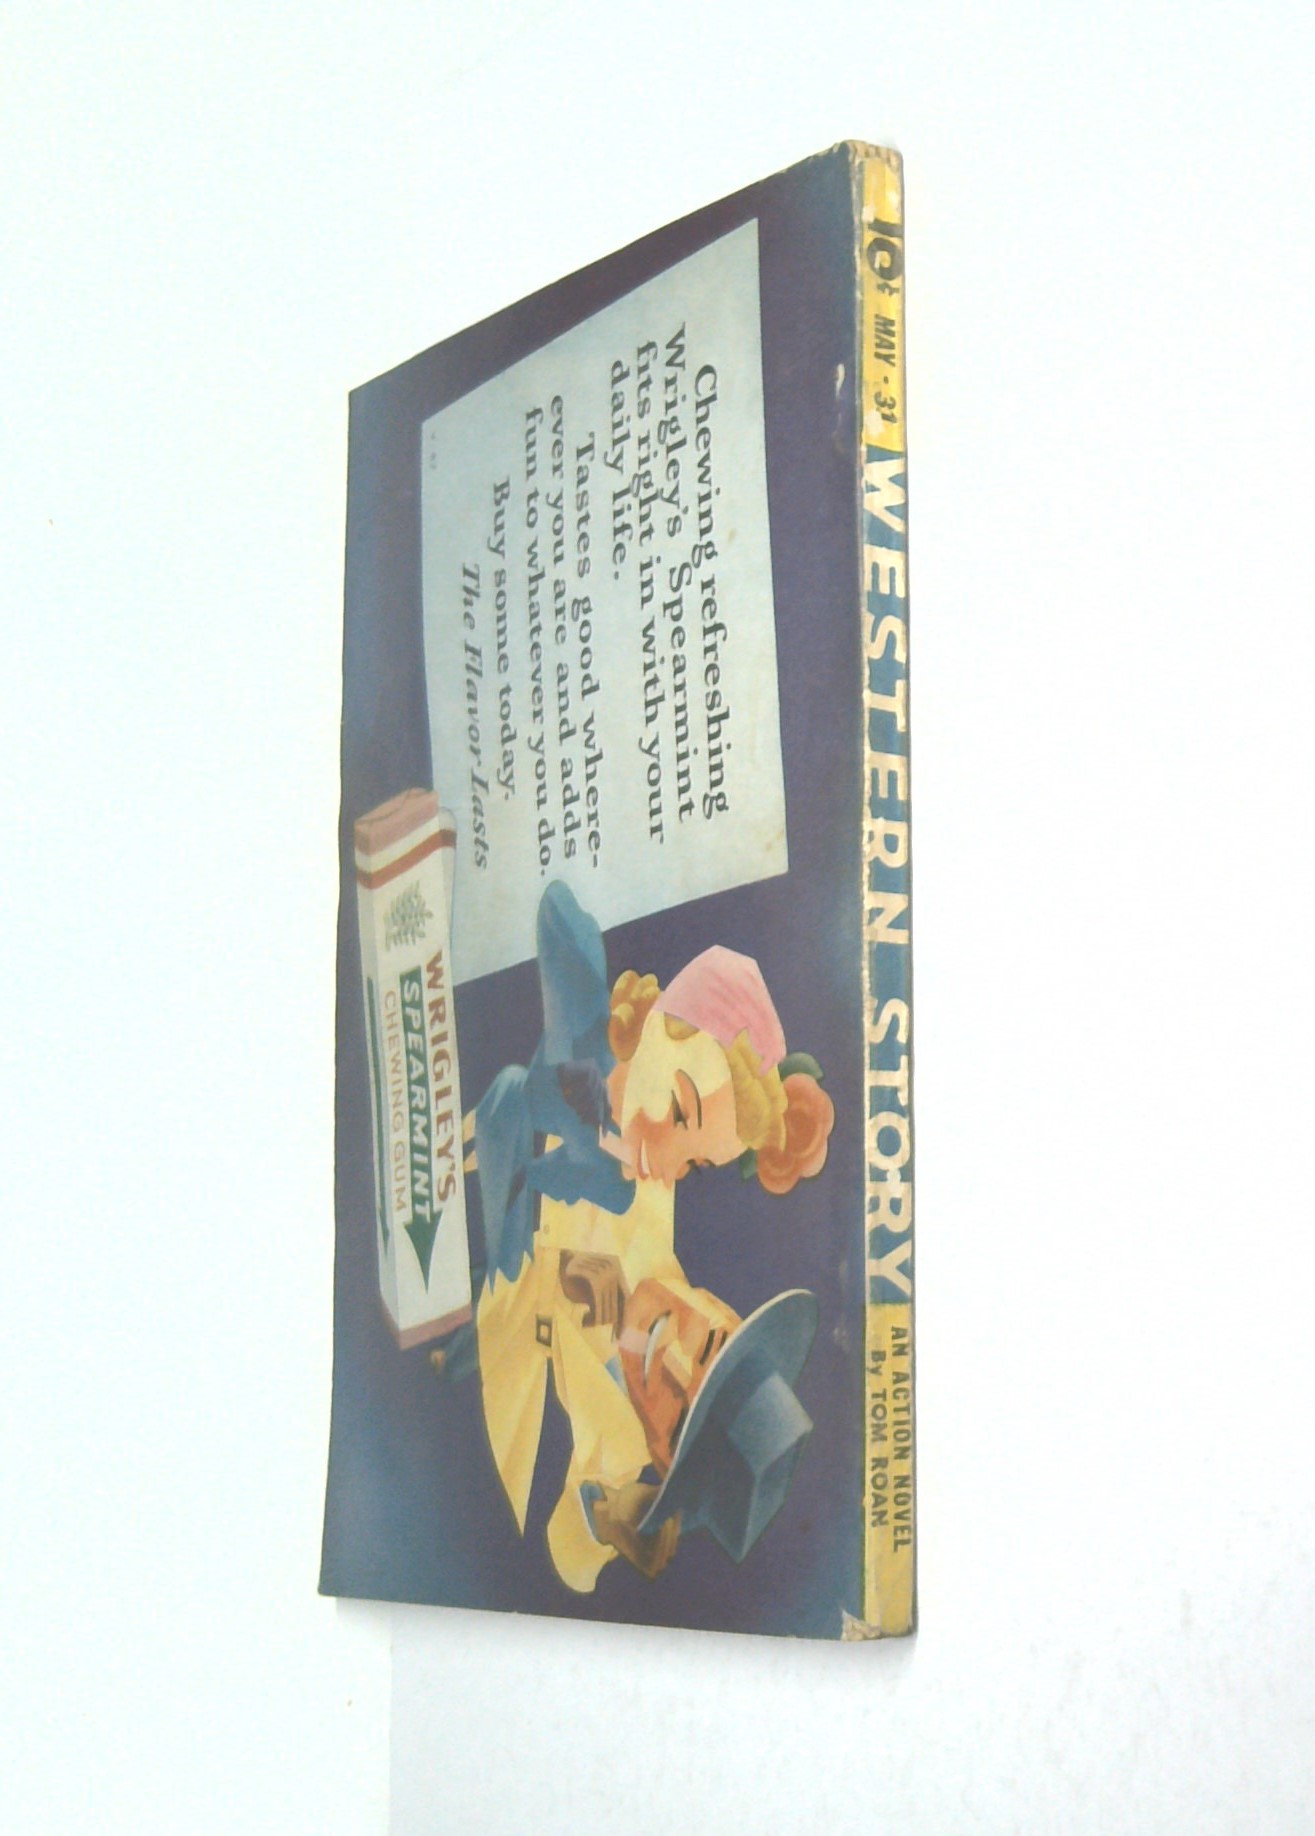 10¢ MAY - 31 WESTERN STORY
AN ACTION NOVEL
By TOM ROAN
Chewing refreshing
Wrigley's Spearmint
fits right in with your
daily life.
Tastes good where-
ever you are and adds
fun to whatever you do.
Buy some today.
The Flavor Lasts
WRIGLEY'S
SPEARMINT
CHEWING GUM